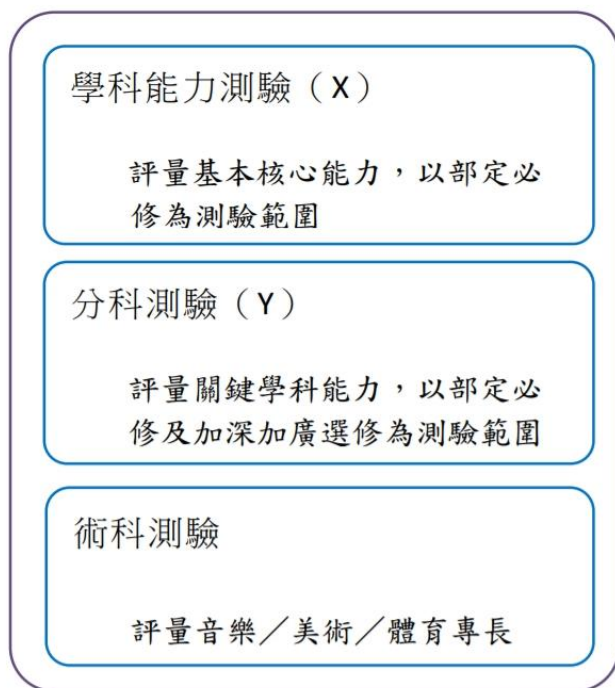 學科能力測驗（X）
評量基本核心能力，以部定必
修為測驗範圍
分科測驗（Y）
評量關鍵學科能力，以部定必
修及加深加廣選修為測驗範圍
術科測驗
評量音樂／美術／體育專長